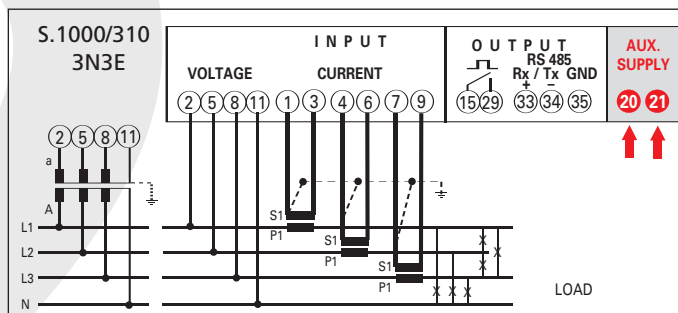 S.1000/310
3N3E
INPUT
VOLTAGE
CURRENT
OUTPUT
RS 485
Rx / Tx GND
+ −
AUX.
SUPPLY
2 5 8 11 1 3 4 6 7 9 15 29 33 34 35 20 21
2 5 8 11
a
A
S1
P1
S1
P1
S1
P1
L1
L2
L3
N
X
X X
X
X X X
LOAD